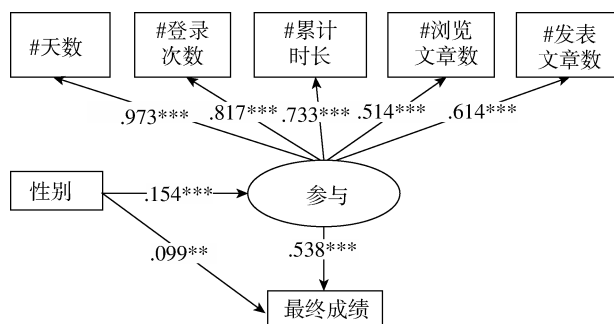 #天数
#登录
次数
#累计
时长
#浏览
文章数
#发表
文章数
.973***
.817***
.733***
.514***
.614***
性别
.154***
参与
.099**
.538***
最终成绩